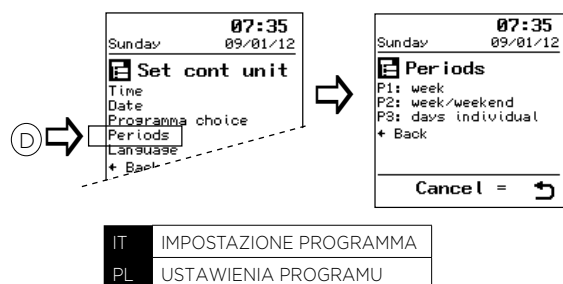 07:35
Sunday 09/01/12
Set cont unit
Time
Date
Programma choice
Periods
Language
+ Back
D
07:35
Sunday 09/01/12
Periods
P1: week
P2: week/weekend
P3: days individual
+ Back
Cancel =
IT IMPOSTAZIONE PROGRAMMA
PL USTAWIENIA PROGRAMU